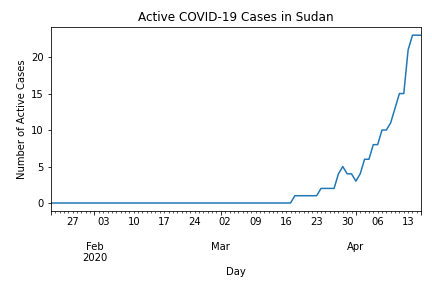 Active COVID-19 Cases in Sudan
Number of Active Cases
20
15
10
5
0
27 03 10 17 24 02 09 16 23 30 06 13
Feb Mar Apr
2020
Day